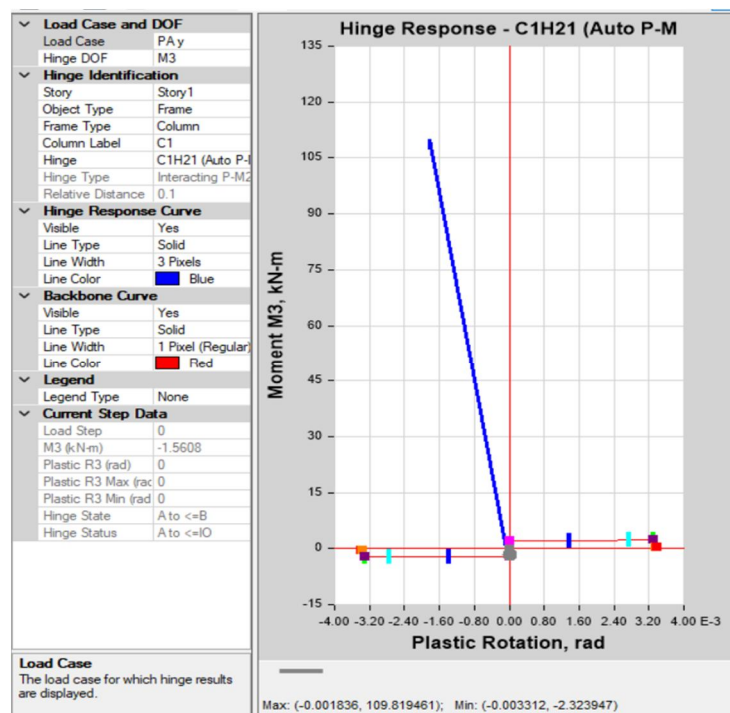 Load Case and DOF
Load Case PA y
Hinge DOF M3
Hinge Identification
Story Story1
Object Type Frame
Frame Type Column
Column Label C1
Hinge C1H21 (Auto P-
Hinge Type Interacting P-M2
Relative Distance 0.1
Hinge Response Curve
Visible Yes
Line Type Solid
Line Width 3 Pixels
Line Color Blue
Backbone Curve
Visible Yes
Line Type Solid
Line Width 1 Pixel (Regular)
Line Color Red
Legend
Legend Type None
Current Step Data
Load Step 0
M3 (kN-m) -1.5608
Plastic R3 (rad) 0
Plastic R3 Max (rad 0
Plastic R3 Min (rad 0
Hinge State A to <=B
Hinge Status A to <=IO
Load Case
The load case for which hinge results
are displayed.
Hinge Response - C1H21 (Auto P-M
Moment M3, kN-m
135
120
105
90
75
60
45
30
15
0
-15
-4.00 -3.20 -2.40 -1.60 -0.80 0.00 0.80 1.60 2.40 3.20 4.00 E-3
Plastic Rotation, rad
Max: (-0.001836, 109.819461); Min: (-0.003312, -2.323947)